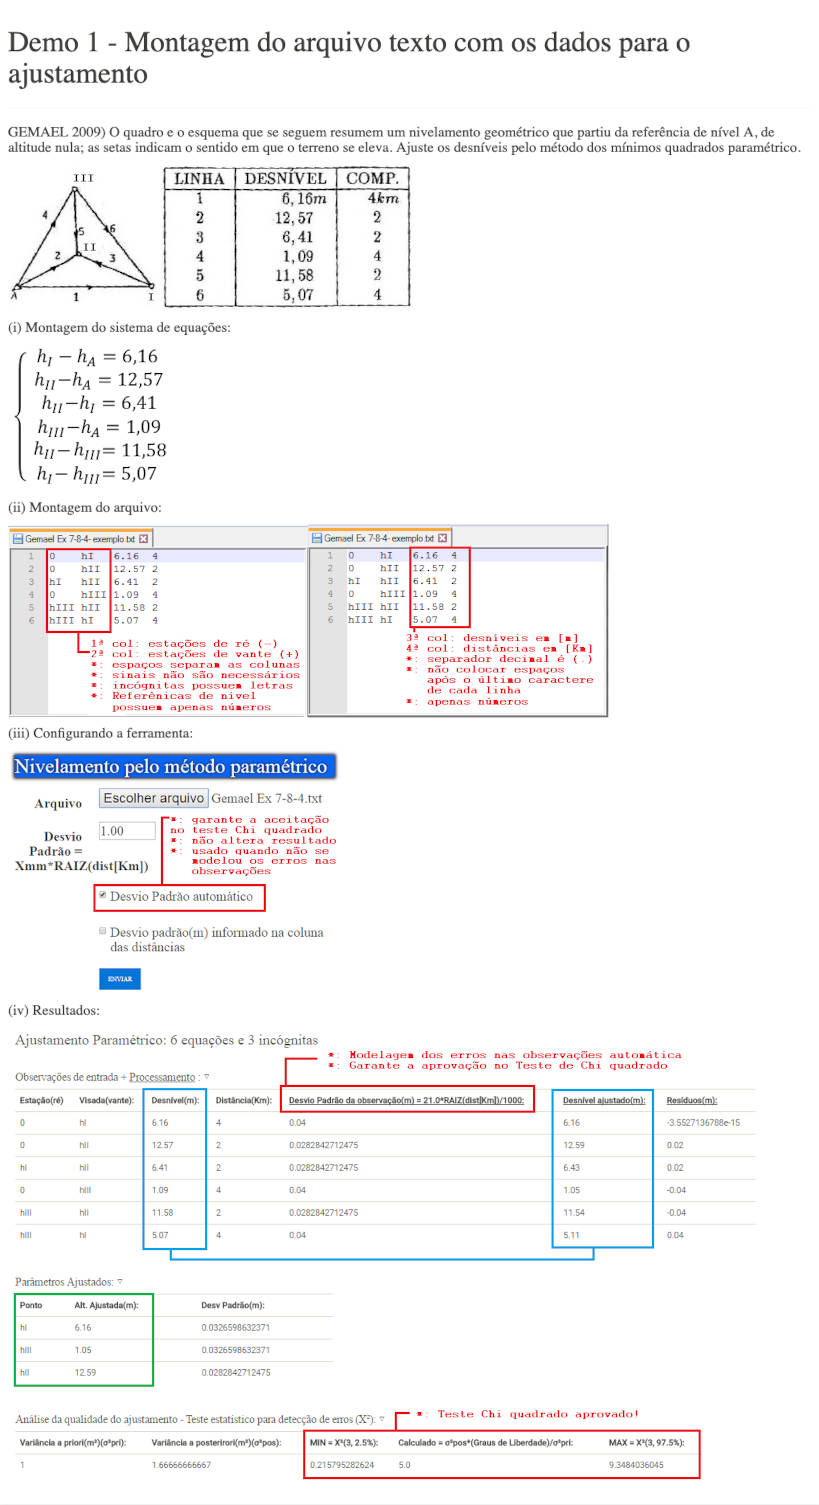 Demo 1 - Montagem do arquivo texto com os dados para o
ajustamento
GEMAEL 2009) O quadro e o esquema que se seguem resumem um nivelamento geométrico que partiu da referência de nível A, de
altitude nula; as setas indicam o sentido em que o terreno se eleva. Ajuste os desníveis pelo método dos mínimos quadrados paramétrico.
III
4
5
6
II
2
3
A
1
I
LINHA DESNÍVEL COMP.
1 6,16m 4km
2 12,57 2
3 6,41 2
4 1,09 4
5 11,58 2
6 5,07 4
(i) Montagem do sistema de equações:
h_I − h_A = 6,16
h_II−h_A = 12,57
h_II−h_I = 6,41
h_III−h_A = 1,09
h_II−h_III= 11,58
h_I− h_III= 5,07
(ii) Montagem do arquivo:
Gemael Ex 7-8-4- exemplo.txt
1 0 hI 6.16 4
2 0 hII 12.57 2
3 hI hII 6.41 2
4 0 hIII 1.09 4
5 hIII hII 11.58 2
6 hIII hI 5.07 4
1ª col: estações de ré (-)
2ª col: estações de vante (+)
*: espaços separam as colunas
*: sinais não são necessários
*: incógnitas possuem letras
*: Referênicas de nível
possuem apenas números
Gemael Ex 7-8-4- exemplo.txt
1 0 hI 6.16 4
2 0 hII 12.57 2
3 hI hII 6.41 2
4 0 hIII 1.09 4
5 hIII hII 11.58 2
6 hIII hI 5.07 4
3ª col: desníveis em [m]
4ª col: distâncias em [Km]
*: separador decimal é (.)
*: não colocar espaços
após o último caractere
de cada linha
*: apenas números
(iii) Configurando a ferramenta:
Nivelamento pelo método paramétrico
Arquivo Escolher arquivo Gemael Ex 7-8-4.txt
Desvio
Padrão =
Xmm*RAIZ(dist[Km])
1.00
*: garante a aceitação
no teste Chi quadrado
*: não altera resultado
*: usado quando não se
modelou os erros nas
observações
Desvio Padrão automático
Desvio padrão(m) informado na coluna
das distâncias
ENVIAR
(iv) Resultados:
Ajustamento Paramétrico: 6 equações e 3 incógnitas
*: Modelagem dos erros nas observações automática
*: Garante a aprovação no Teste de Chi quadrado
Observações de entrada + Processamento : ▿
Estação(ré) Visada(vante): Desnível(m): Distância(Km): Desvio Padrão da observação(m) = 21.0*RAIZ(dist[Km])/1000: Desnível ajustado(m): Resíduos(m):
0 hI 6.16 4 0.04 6.16 -3.5527136788e-15
0 hII 12.57 2 0.0282842712475 12.59 0.02
hI hII 6.41 2 0.0282842712475 6.43 0.02
0 hIII 1.09 4 0.04 1.05 -0.04
hIII hII 11.58 2 0.0282842712475 11.54 -0.04
hIII hI 5.07 4 0.04 5.11 0.04
Parâmetros Ajustados: ▿
Ponto Alt. Ajustada(m): Desv Padrão(m):
hI 6.16 0.0326598632371
hIII 1.05 0.0326598632371
hII 12.59 0.0282842712475
*: Teste Chi quadrado aprovado!
Análise da qualidade do ajustamento - Teste estatístico para detecção de erros (X²): ▿
Variância a priori(m²)(σ²pri): Variância a posterirori(m²)(σ²pos): MIN = X²(3, 2.5%): Calculado = σ²pos*(Graus de Liberdade)/σ²pri: MAX = X²(3, 97.5%):
1 1.66666666667 0.215795282624 5.0 9.3484036045